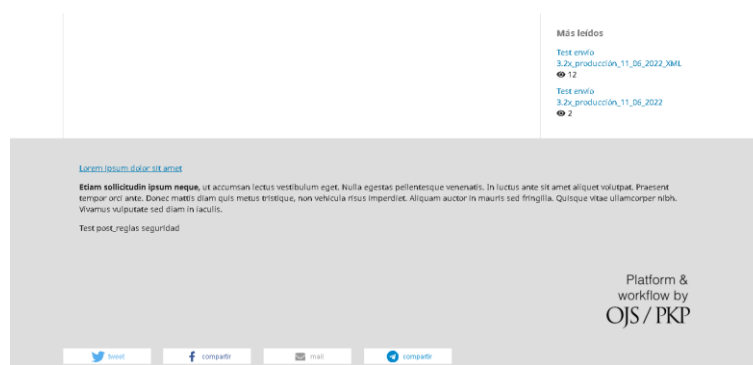 Más leídos
Test envío
3.2x_producción_11_06_2022_XML
12
Test envío
3.2x_producción_11_06_2022
2
Lorem ipsum dolor sit amet
Etiam sollicitudin ipsum neque, ut accumsan lectus vestibulum eget. Nulla egestas pellentesque venenatis. In luctus ante sit amet aliquet volutpat. Praesent
tempor orci ante. Donec mattis diam quis metus tristique, non vehicula risus imperdiet. Aliquam auctor in mauris sed fringilla. Quisque vitae ullamcorper nibh.
Vivamus vulputate sed diam in iaculis.
Test post_reglas seguridad
Platform &
workflow by
OJS / PKP
tweet compartir mail compartir